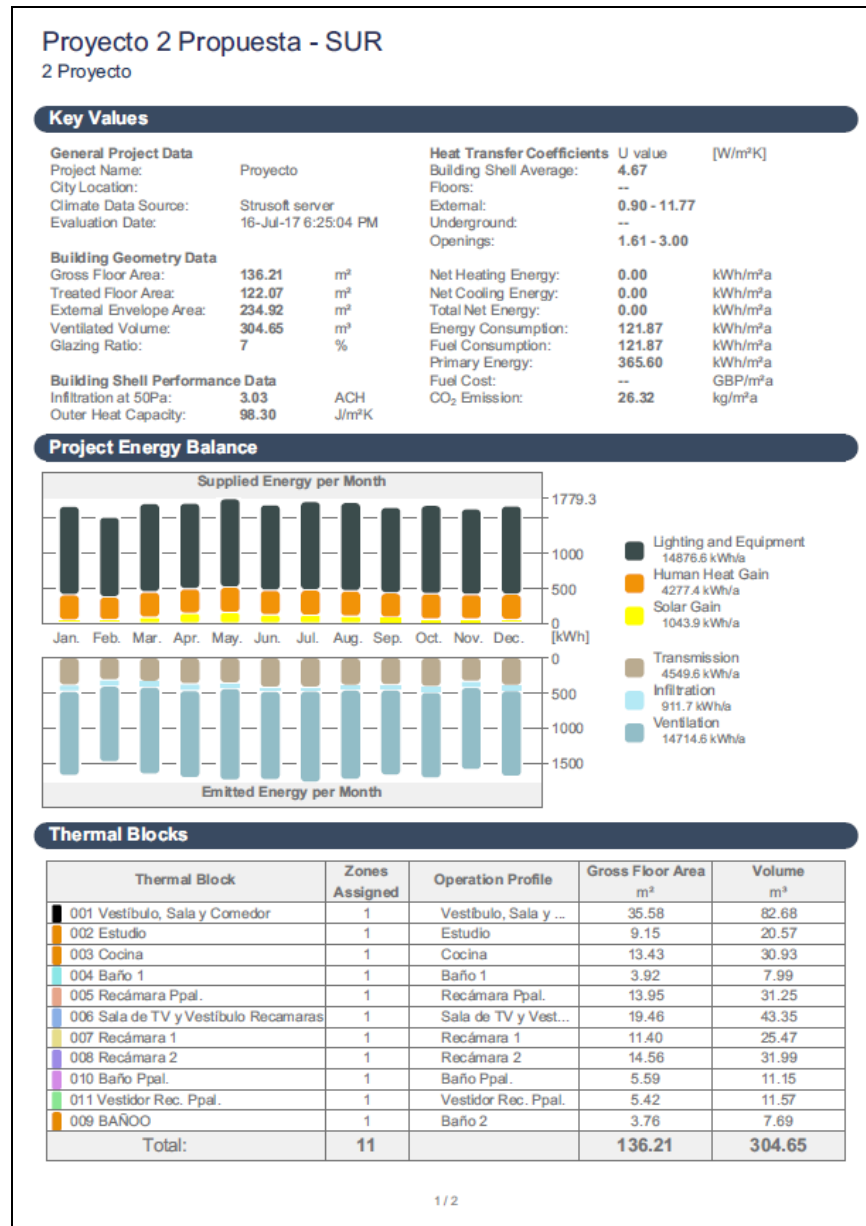 Proyecto 2 Propuesta - SUR
2 Proyecto
Key Values
General Project Data
Project Name: Proyecto
City Location:
Climate Data Source: Strusoft server
Evaluation Date: 16-Jul-17 6:25:04 PM
Building Geometry Data
Gross Floor Area: 136.21 m²
Treated Floor Area: 122.07 m²
External Envelope Area: 234.92 m²
Ventilated Volume: 304.65 m³
Glazing Ratio: 7 %
Building Shell Performance Data
Infiltration at 50Pa: 3.03 ACH
Outer Heat Capacity: 98.30 J/m²K
Heat Transfer Coefficients U value [W/m²K]
Building Shell Average: 4.67
Floors: --
External: 0.90 - 11.77
Underground: --
Openings: 1.61 - 3.00
Net Heating Energy: 0.00 kWh/m²a
Net Cooling Energy: 0.00 kWh/m²a
Total Net Energy: 0.00 kWh/m²a
Energy Consumption: 121.87 kWh/m²a
Fuel Consumption: 121.87 kWh/m²a
Primary Energy: 365.60 kWh/m²a
Fuel Cost: -- GBP/m²a
CO₂ Emission: 26.32 kg/m²a
Project Energy Balance
Supplied Energy per Month
1779.3
1000
500
0
Jan. Feb. Mar. Apr. May. Jun. Jul. Aug. Sep. Oct. Nov. Dec. [kWh]
0
500
1000
1500
Emitted Energy per Month
Lighting and Equipment
14876.6 kWh/a
Human Heat Gain
4277.4 kWh/a
Solar Gain
1043.9 kWh/a
Transmission
4549.6 kWh/a
Infiltration
911.7 kWh/a
Ventilation
14714.6 kWh/a
Thermal Blocks
Thermal Block Zones Assigned Operation Profile Gross Floor Area m² Volume m³
001 Vestíbulo, Sala y Comedor 1 Vestíbulo, Sala y ... 35.58 82.68
002 Estudio 1 Estudio 9.15 20.57
003 Cocina 1 Cocina 13.43 30.93
004 Baño 1 1 Baño 1 3.92 7.99
005 Recámara Ppal. 1 Recámara Ppal. 13.95 31.25
006 Sala de TV y Vestíbulo Recamaras 1 Sala de TV y Vest... 19.46 43.35
007 Recámara 1 1 Recámara 1 11.40 25.47
008 Recámara 2 1 Recámara 2 14.56 31.99
010 Baño Ppal. 1 Baño Ppal. 5.59 11.15
011 Vestidor Rec. Ppal. 1 Vestidor Rec. Ppal. 5.42 11.57
009 BAÑOO 1 Baño 2 3.76 7.69
Total: 11 136.21 304.65
1 / 2